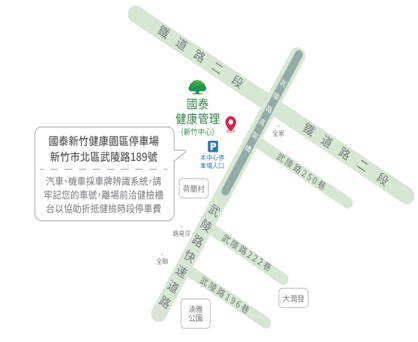 鐵道路二段
國泰
健康管理
(新竹中心)
本中心停
車場入口
全家
鐵道路二段
國泰新竹健康園區停車場
新竹市北區武陵路189號
汽車、機車採車牌辨識系統,請
牢記您的車號,離場前洽健檢櫃
台以協助折抵健檢時段停車費
武陵路250巷
荷蘭村
武陵路快速道路
路易莎
武陵路222巷
全聯
武陵路196巷
大潤發
湳雅
公園